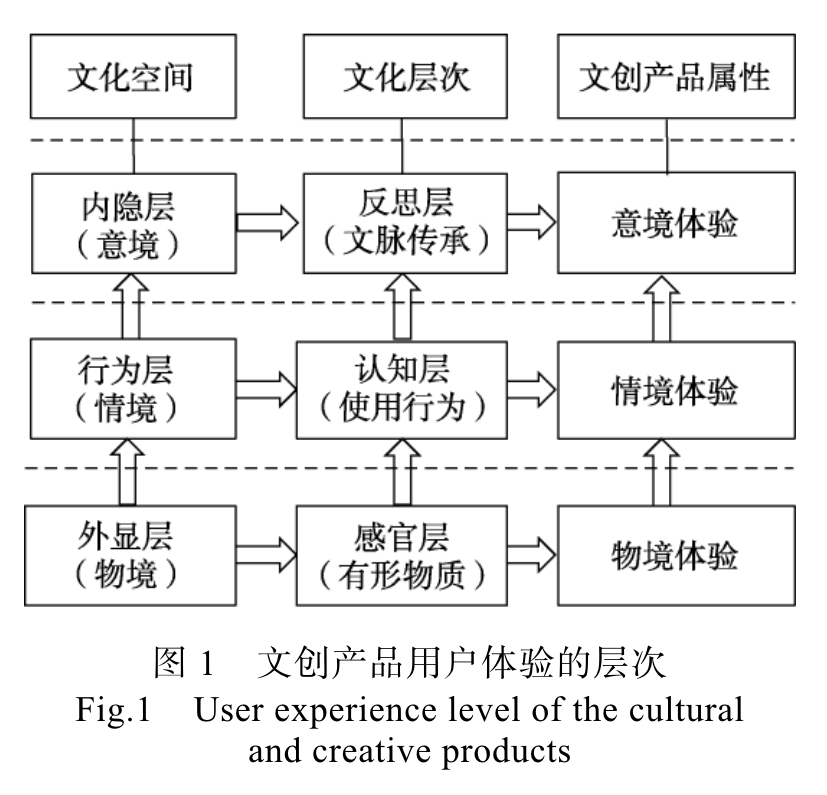 文化空间
文化层次
文创产品属性
内隐层
（意境）
反思层
（文脉传承）
意境体验
行为层
（情境）
认知层
（使用行为）
情境体验
外显层
（物境）
感官层
（有形物质）
物境体验
图 1 文创产品用户体验的层次
Fig.1 User experience level of the cultural
and creative products